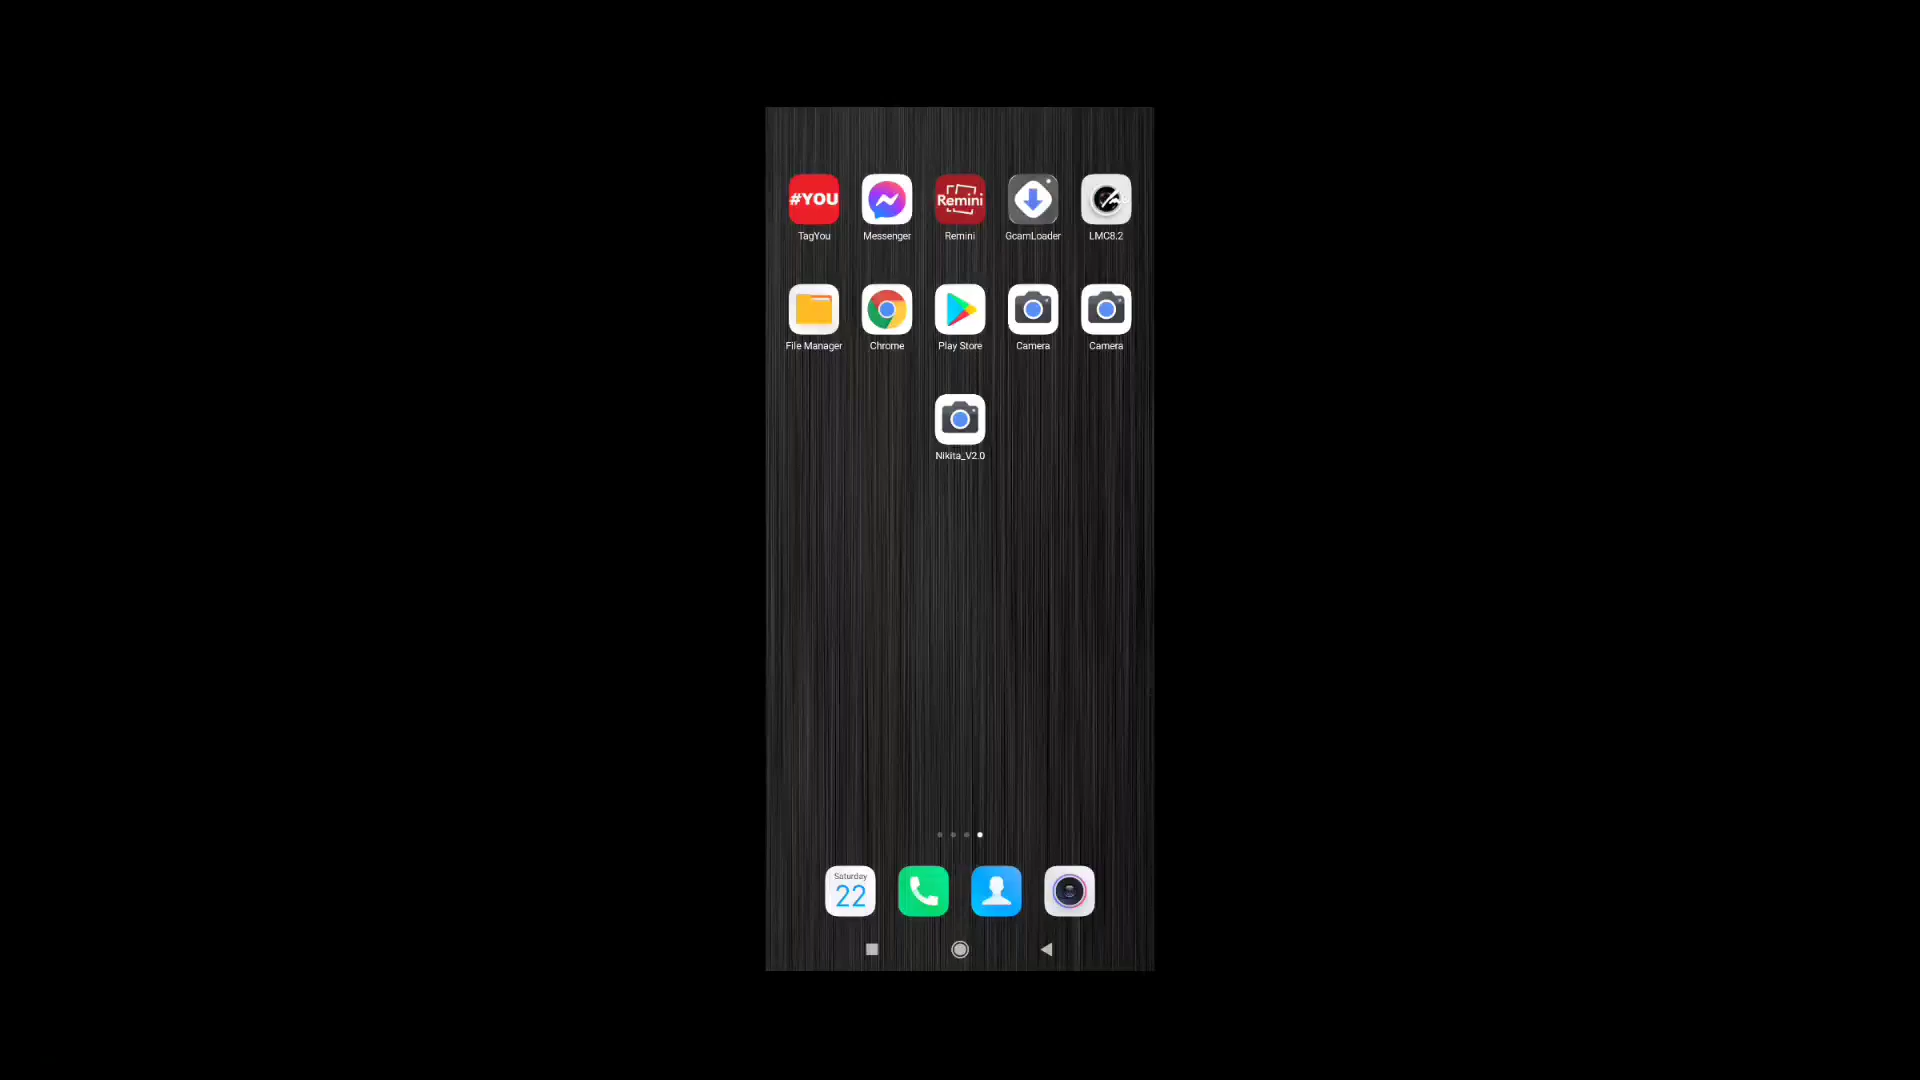 #YOU
Remini
TagYou
Messenger
Remini
GcamLoader
LMC8.2
File Manager
Chrome
Play Store
Camera
Camera
Nikita_V2.0
Saturday
22